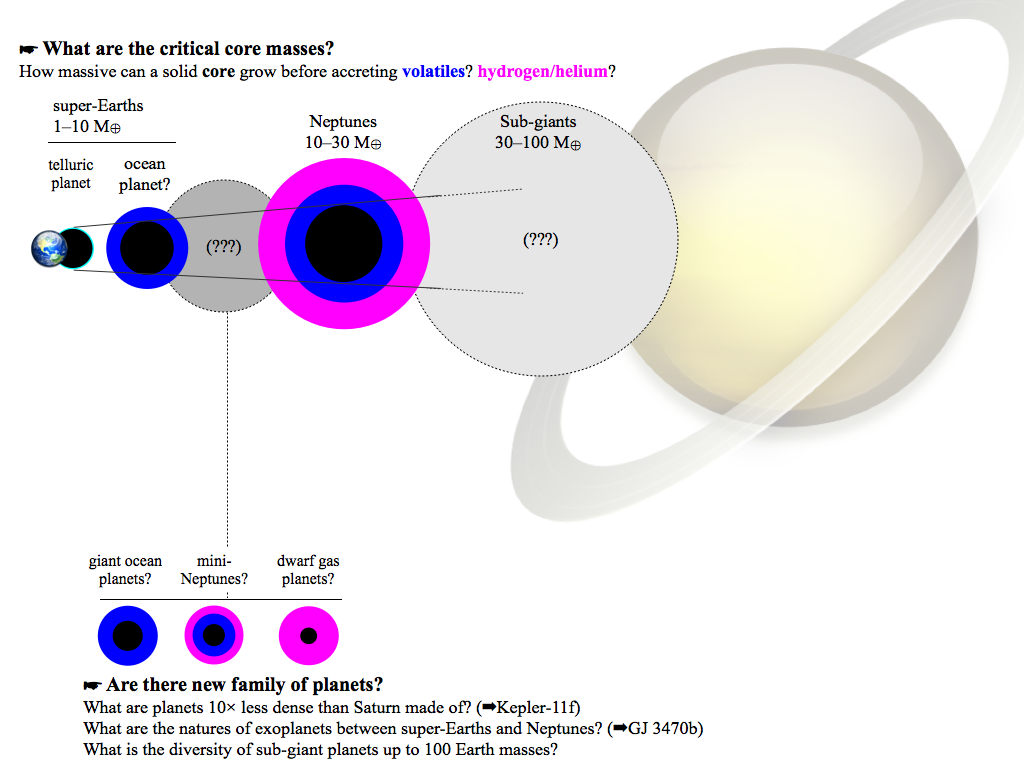 ☛ What are the critical core masses?
How massive can a solid core grow before accreting volatiles? hydrogen/helium?
super-Earths
1–10 M⊕
telluric
planet
ocean
planet?
(???)
Neptunes
10–30 M⊕
Sub-giants
30–100 M⊕
(???)
giant ocean
planets?
mini-
Neptunes?
dwarf gas
planets?
☛ Are there new family of planets?
What are planets 10× less dense than Saturn made of? (➡Kepler-11f)
What are the natures of exoplanets between super-Earths and Neptunes? (➡GJ 3470b)
What is the diversity of sub-giant planets up to 100 Earth masses?